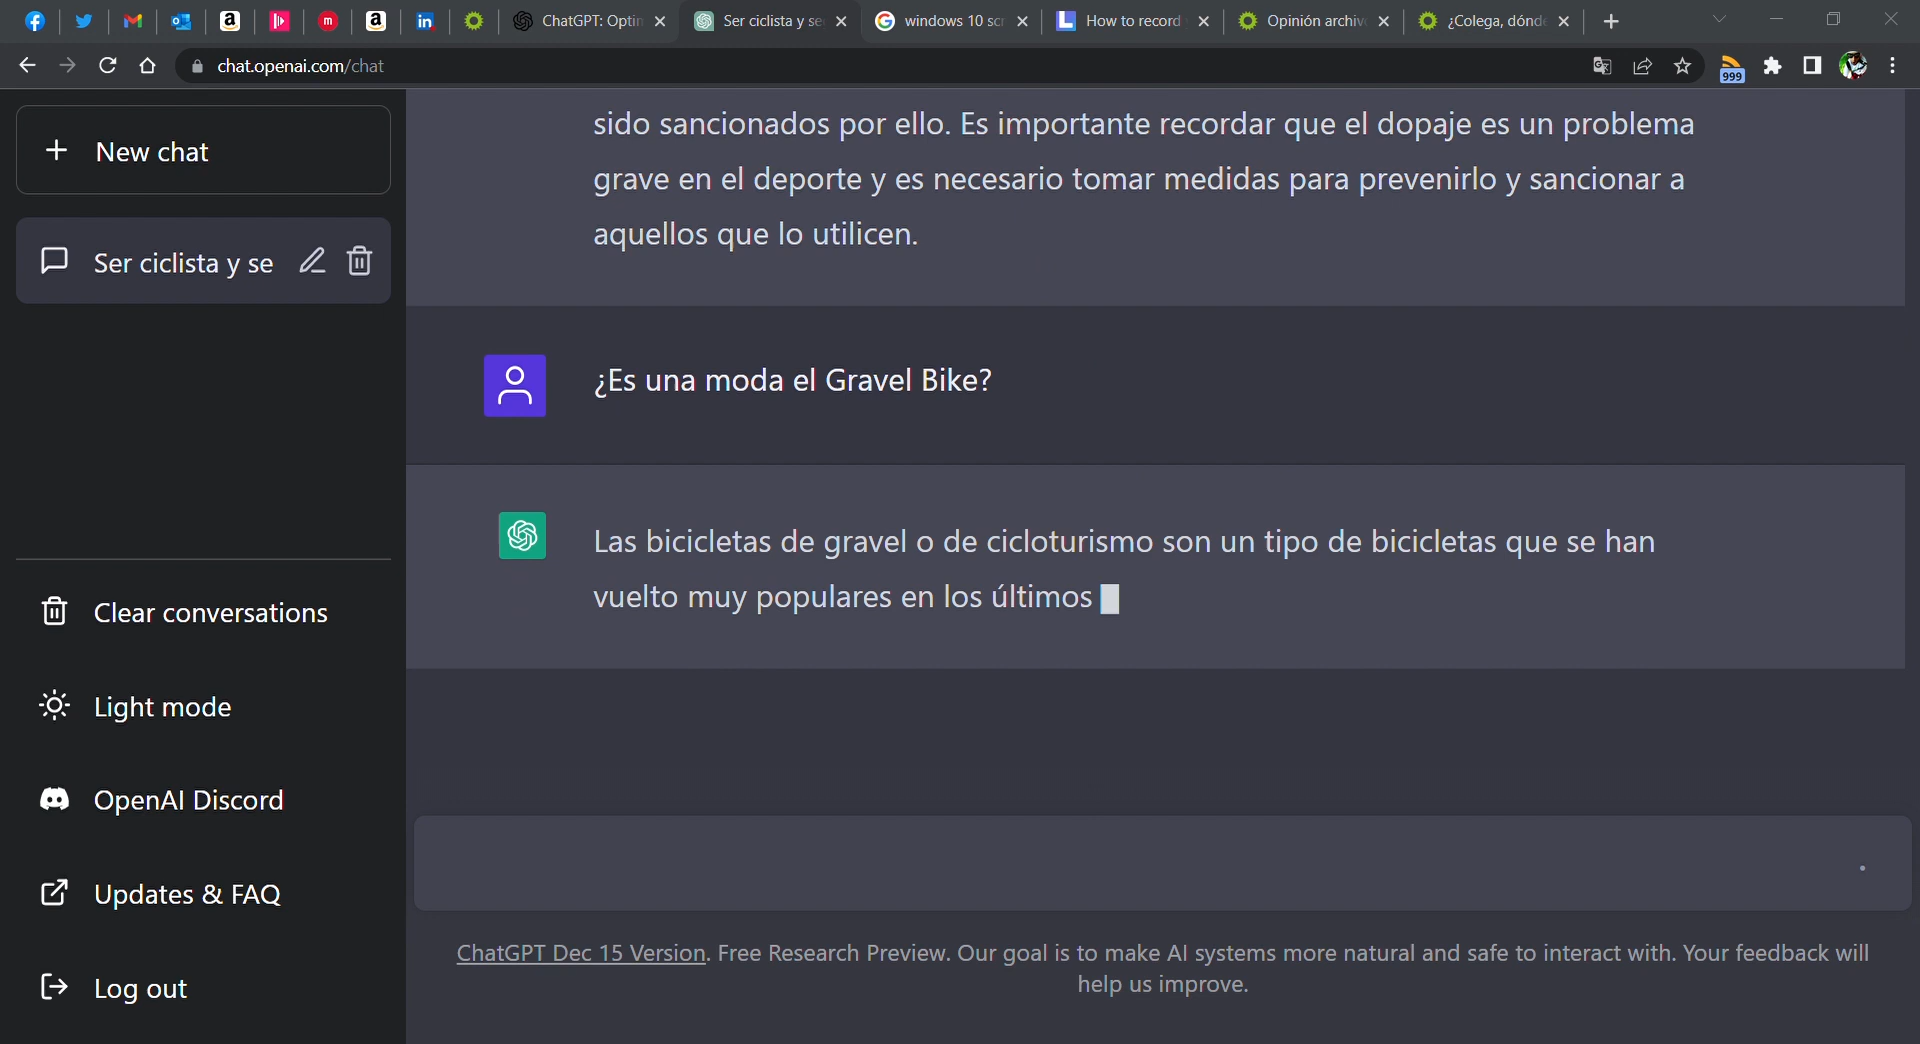 ChatGPT: Optin
Ser ciclista y se
windows 10 scr
How to record
Opinión archiv
¿Colega, dónde
chat.openai.com/chat
999
New chat
Ser ciclista y se
Clear conversations
Light mode
OpenAI Discord
Updates & FAQ
Log out
sido sancionados por ello. Es importante recordar que el dopaje es un problema
grave en el deporte y es necesario tomar medidas para prevenirlo y sancionar a
aquellos que lo utilicen.
¿Es una moda el Gravel Bike?
Las bicicletas de gravel o de cicloturismo son un tipo de bicicletas que se han
vuelto muy populares en los últimos
ChatGPT Dec 15 Version. Free Research Preview. Our goal is to make AI systems more natural and safe to interact with. Your feedback will
help us improve.